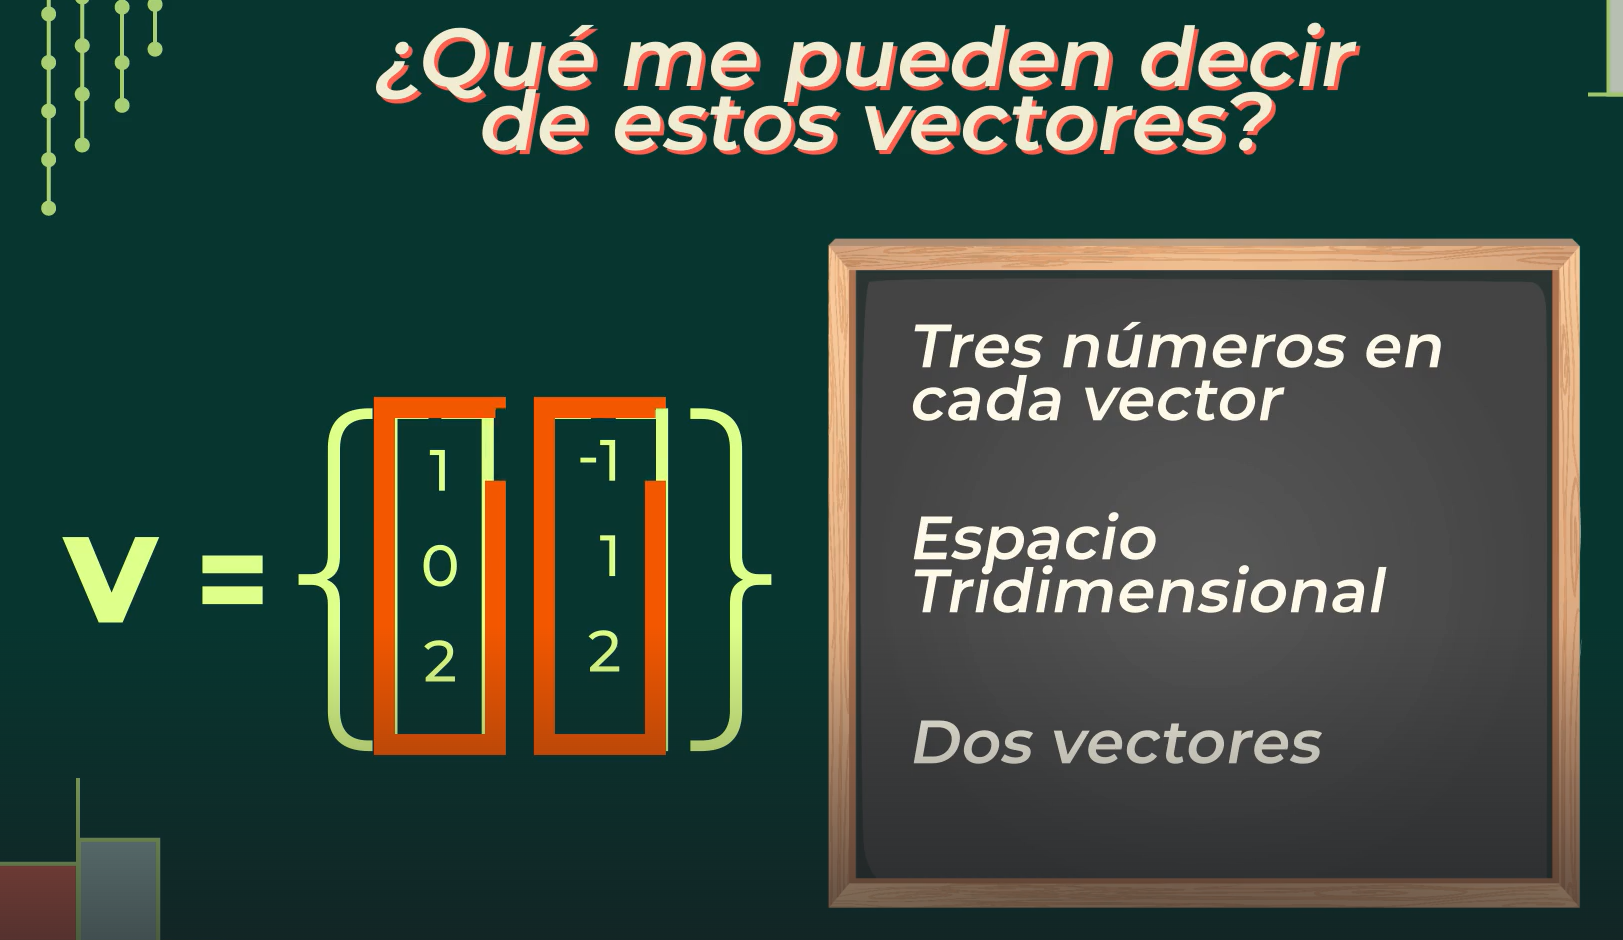 ¿Qué me pueden decir
de estos vectores?
Tres números en
cada vector
V = { 1 -1 }
0 1
2 2
Espacio
Tridimensional
Dos vectores